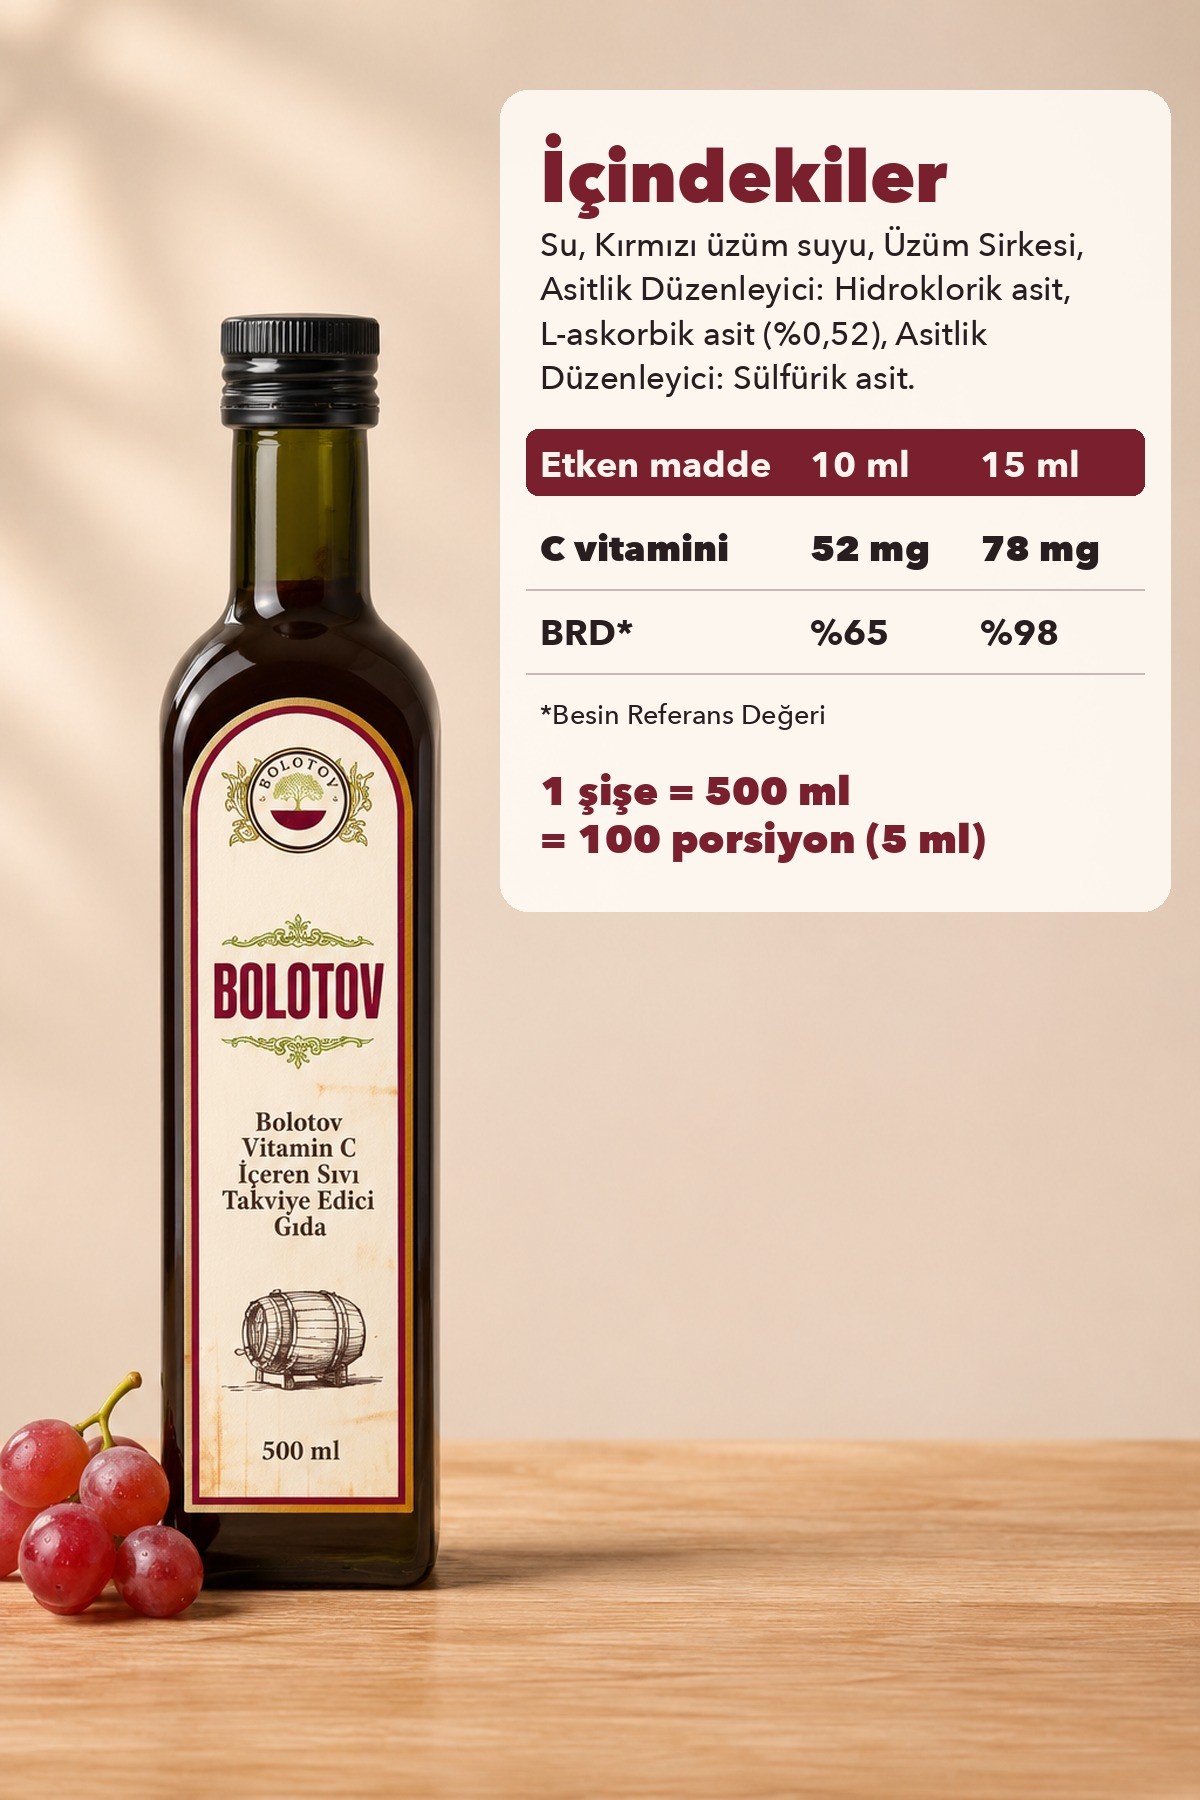 İçindekiler
Su, Kırmızı üzüm suyu, Üzüm Sirkesi,
Asitlik Düzenleyici: Hidroklorik asit,
L-askorbik asit (%0,52), Asitlik
Düzenleyici: Sülfürik asit.
Etken madde 10 ml 15 ml
C vitamini 52 mg 78 mg
BRD* %65 %98
*Besin Referans Değeri
1 şişe = 500 ml
= 100 porsiyon (5 ml)
BOLOTOV
BOLOTOV
Bolotov
Vitamin C
İçeren Sıvı
Takviye Edici
Gıda
500 ml